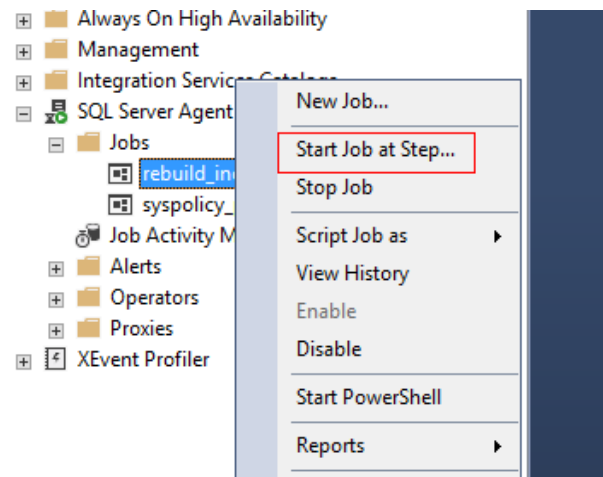 Always On High Availability
Management
Integration Services Catalogs
SQL Server Agent
Jobs
rebuild_in
syspolicy_
Job Activity M
Alerts
Operators
Proxies
XEvent Profiler
New Job...
Start Job at Step...
Stop Job
Script Job as
View History
Enable
Disable
Start PowerShell
Reports